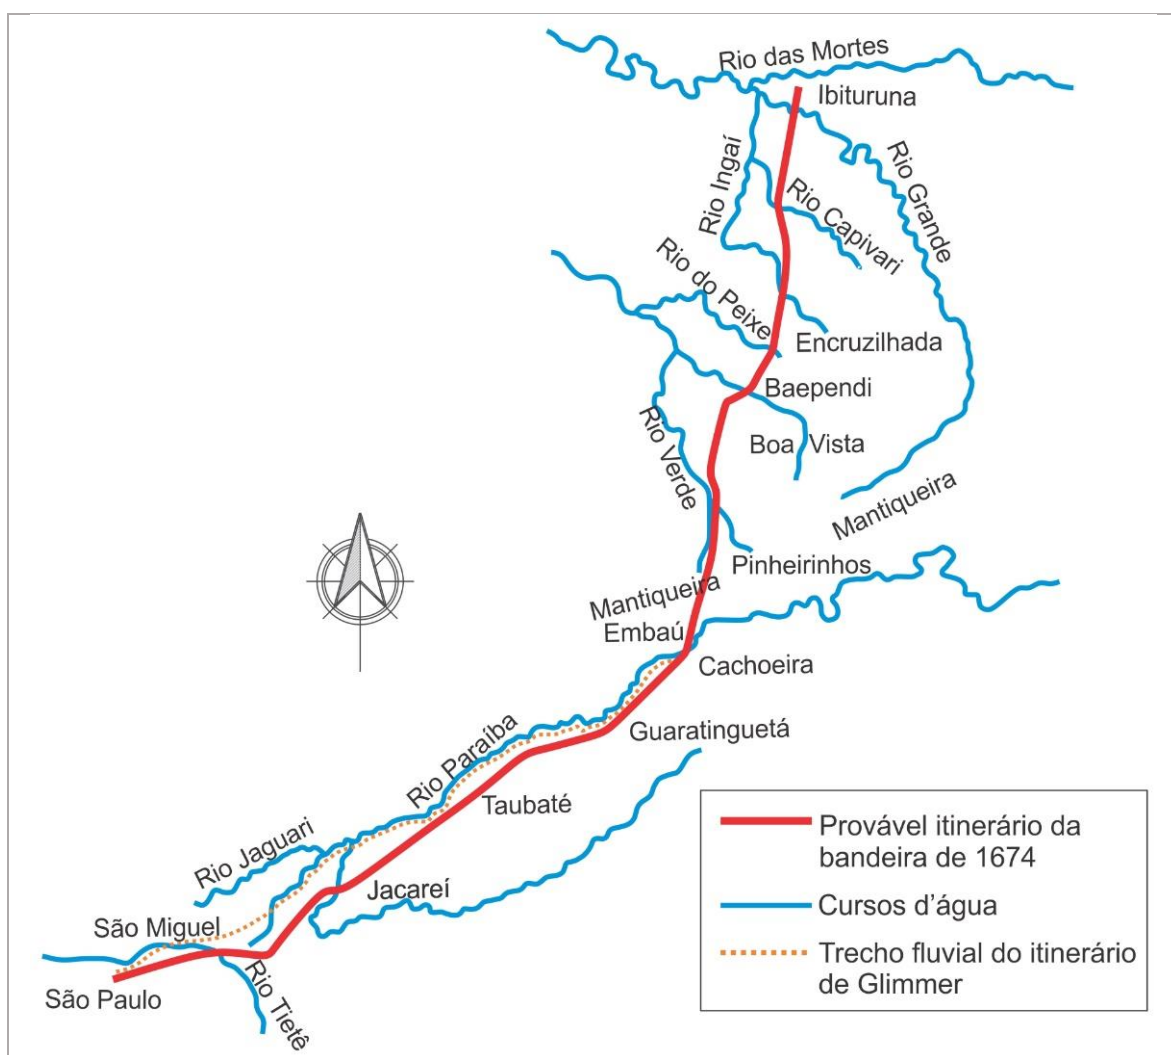 Rio das Mortes
Ibituruna
Rio Ingaí
Rio Grande
Rio Capivari
Rio do Peixe
Encruzilhada
Baependi
Rio Verde
Boa Vista
Mantiqueira
Pinheirinhos
Mantiqueira
Embaú
Cachoeira
Guaratinguetá
Rio Paraíba
Taubaté
Rio Jaguari
Jacareí
São Miguel
São Paulo
Rio Tietê
Provável itinerário da
bandeira de 1674
Cursos d'água
Trecho fluvial do itinerário
de Glimmer